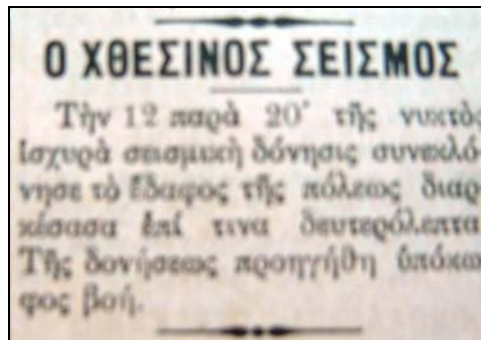 Ο ΧΘΕΣΙΝΟΣ ΣΕΙΣΜΟΣ
Τὴν 12 παρὰ 20΄ τῆς νυκτὸς
ἰσχυρὰ σεισμικὴ δόνησις συνεκλό-
νησε τὸ ἔδαφος τῆς πόλεως διαρ-
κέσασα ἐπί τινα δευτερόλεπτα.
Τῆς δονήσεως προηγήθη ὑπόκω-
φος βοή.